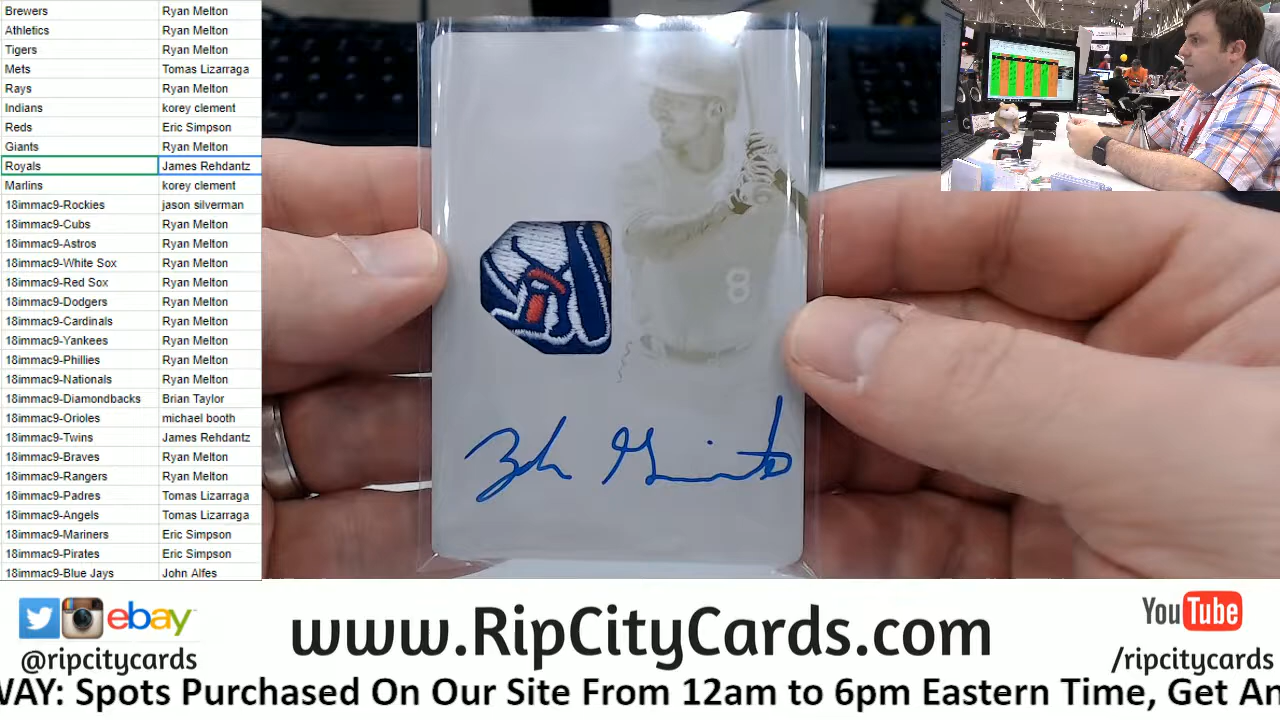 Brewers Ryan Melton
Athletics Ryan Melton
Tigers Ryan Melton
Mets Tomas Lizarraga
Rays Ryan Melton
Indians korey clement
Reds Eric Simpson
Giants Ryan Melton
Royals James Rehdantz
Marlins korey clement
18immac9-Rockies jason silverman
18immac9-Cubs Ryan Melton
18immac9-Astros Ryan Melton
18immac9-White Sox Ryan Melton
18immac9-Red Sox Ryan Melton
18immac9-Dodgers Ryan Melton
18immac9-Cardinals Ryan Melton
18immac9-Yankees Ryan Melton
18immac9-Phillies Ryan Melton
18immac9-Nationals Ryan Melton
18immac9-Diamondbacks Brian Taylor
18immac9-Orioles michael booth
18immac9-Twins James Rehdantz
18immac9-Braves Ryan Melton
18immac9-Rangers Ryan Melton
18immac9-Padres Tomas Lizarraga
18immac9-Angels Tomas Lizarraga
18immac9-Mariners Eric Simpson
18immac9-Pirates Eric Simpson
18immac9-Blue Jays John Alfes
8
ebay
@ripcitycards
www.RipCityCards.com
YouTube
/ripcitycards
WAY: Spots Purchased On Our Site From 12am to 6pm Eastern Time, Get An